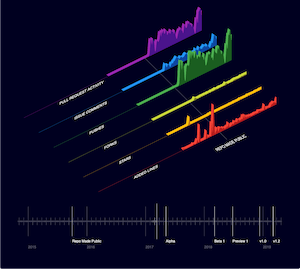 PULL REQUEST ACTIVITY
ISSUE COMMENTS
PUSHES
FORKS
STARS
ADDED LINES
REPO MADE PUBLIC
2015
Repo Made Public
2017
Alpha
Beta 1
2018
Preview 1
v1.0
2019
v1.2